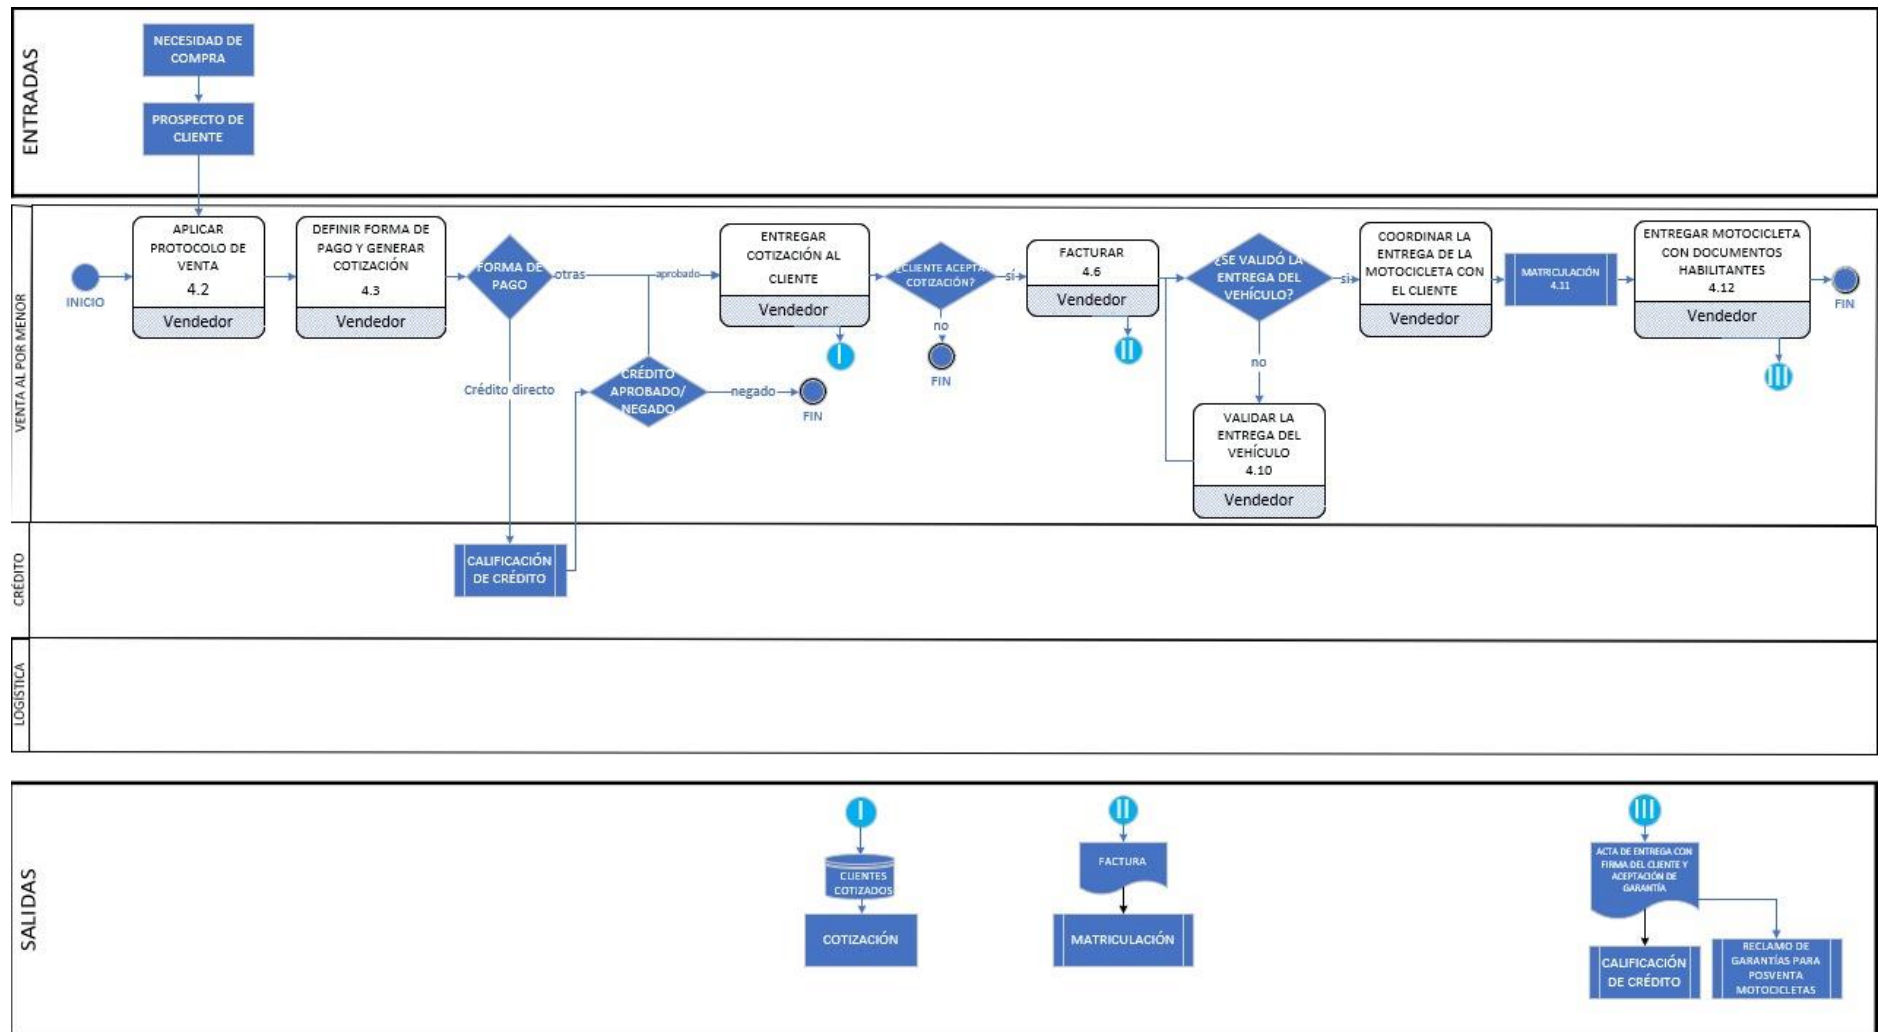 ENTRADAS
NECESIDAD DE
COMPRA
PROSPECTO DE
CLIENTE
VENTA AL POR MENOR
INICIO
APLICAR
PROTOCOLO DE
VENTA
4.2
Vendedor
DEFINIR FORMA DE
PAGO Y GENERAR
COTIZACIÓN
4.3
Vendedor
FORMA DE
PAGO
otras
Crédito directo
CRÉDITO
APROBADO/
NEGADO
aprobado
negado
FIN
ENTREGAR
COTIZACIÓN AL
CLIENTE
Vendedor
I
¿CLIENTE ACEPTA
COTIZACIÓN?
sí
no
FIN
FACTURAR
4.6
Vendedor
II
¿SE VALIDÓ LA
ENTREGA DEL
VEHÍCULO?
si
no
VALIDAR LA
ENTREGA DEL
VEHÍCULO
4.10
Vendedor
COORDINAR LA
ENTREGA DE LA
MOTOCICLETA CON
EL CLIENTE
Vendedor
MATRICULACIÓN
4.11
ENTREGAR MOTOCICLETA
CON DOCUMENTOS
HABILITANTES
4.12
Vendedor
III
FIN
CRÉDITO
CALIFICACIÓN
DE CRÉDITO
LOGÍSTICA
SALIDAS
I
CLIENTES
COTIZADOS
COTIZACIÓN
II
FACTURA
MATRICULACIÓN
III
ACTA DE ENTREGA CON
FIRMA DEL CLIENTE Y
ACEPTACIÓN DE
GARANTÍA
CALIFICACIÓN
DE CRÉDITO
RECLAMO DE
GARANTÍAS PARA
POSVENTA
MOTOCICLETAS